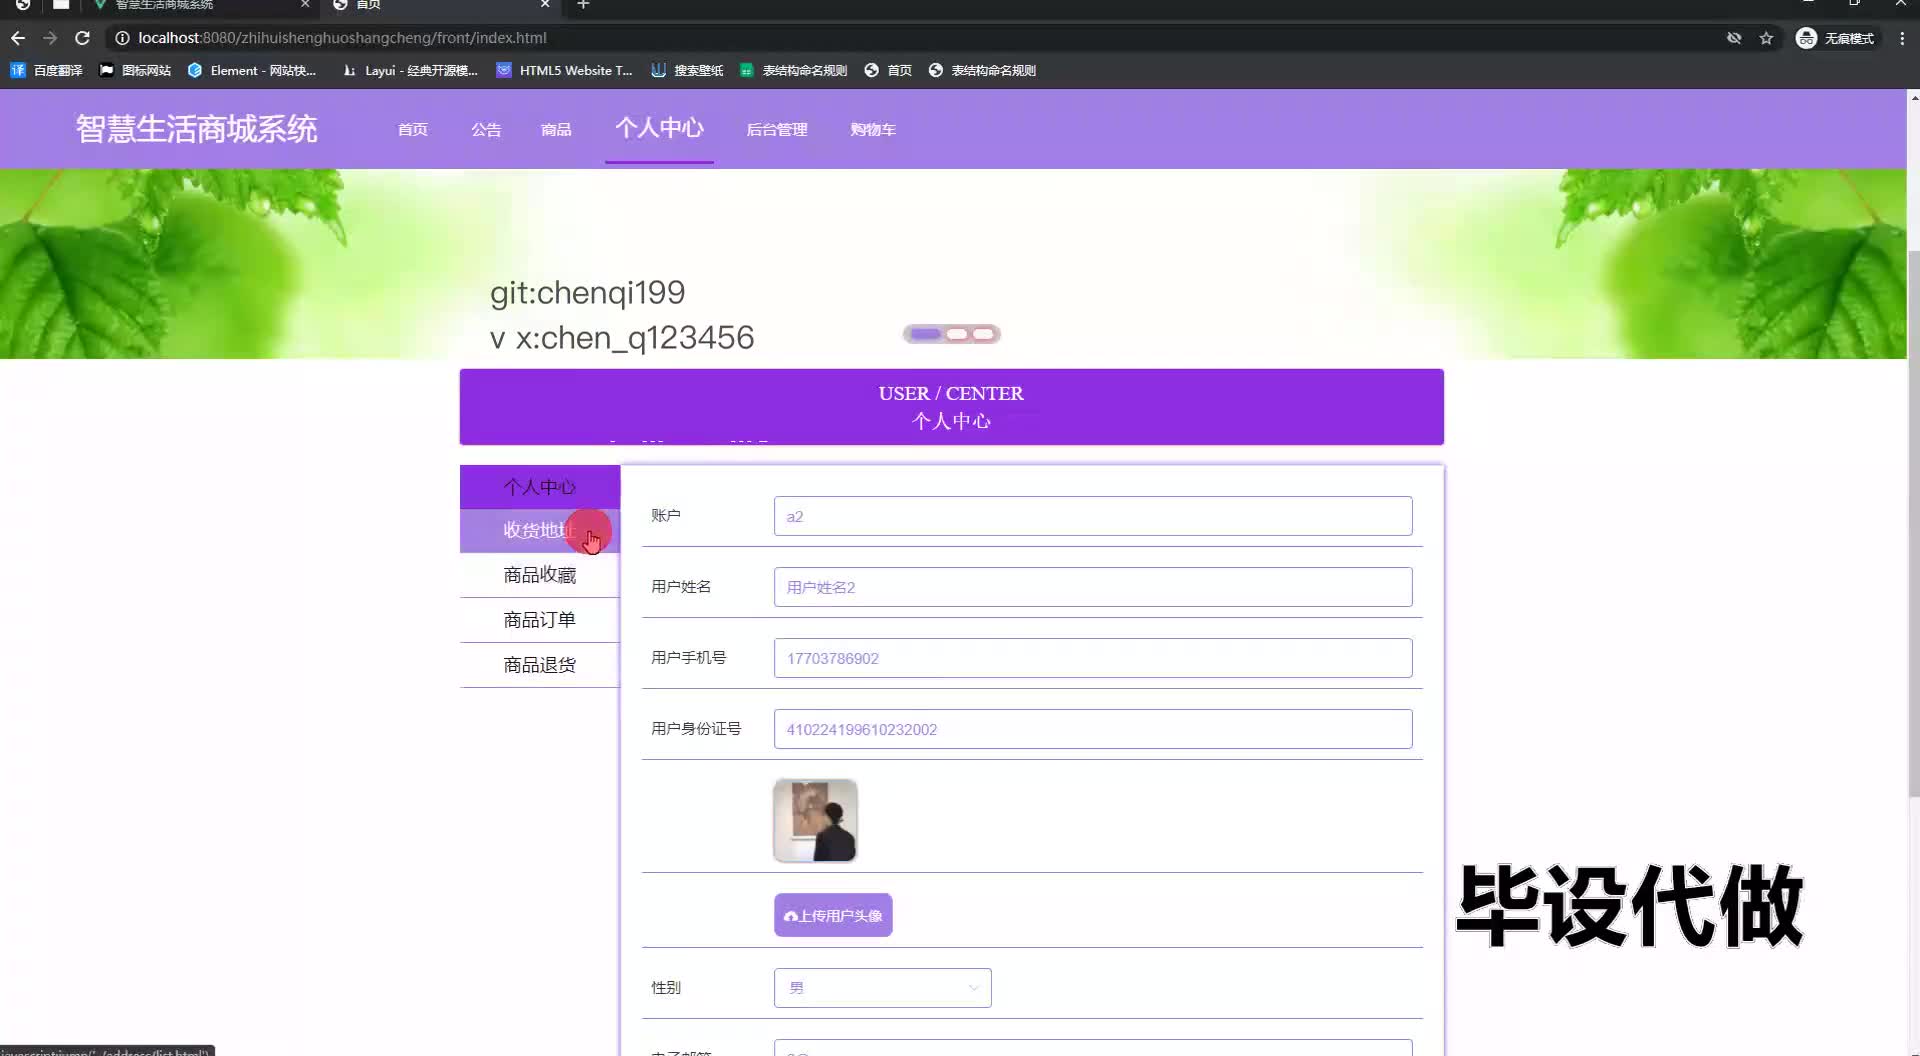 智慧生活商城系统
首页
localhost:8080/zhihuishenghuoshangcheng/front/index.html
无痕模式
百度翻译
图标网站
Element - 网站快...
Layui - 经典开源模...
HTML5 Website T...
搜索壁纸
表结构命名规则
首页
表结构命名规则
智慧生活商城系统
首页
公告
商品
个人中心
后台管理
购物车
git:chenqi199
v x:chen_q123456
USER / CENTER
个人中心
个人中心
收货地址
商品收藏
商品订单
商品退货
账户
a2
用户姓名
用户姓名2
用户手机号
17703786902
用户身份证号
410224199610232002
上传用户头像
性别
男
毕设代做